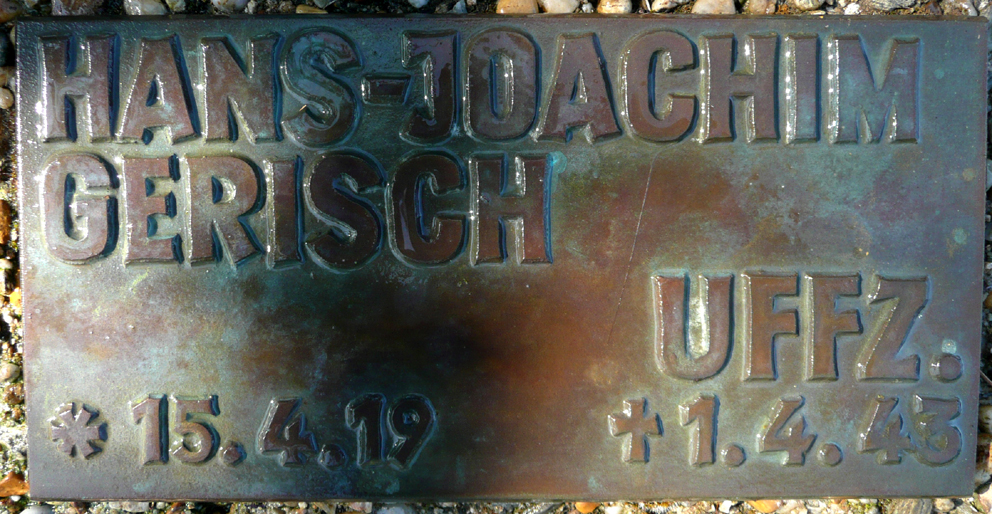 HANS-JOACHIM
GERISCH
UFFZ.
* 15.4.19 † 1.4.43